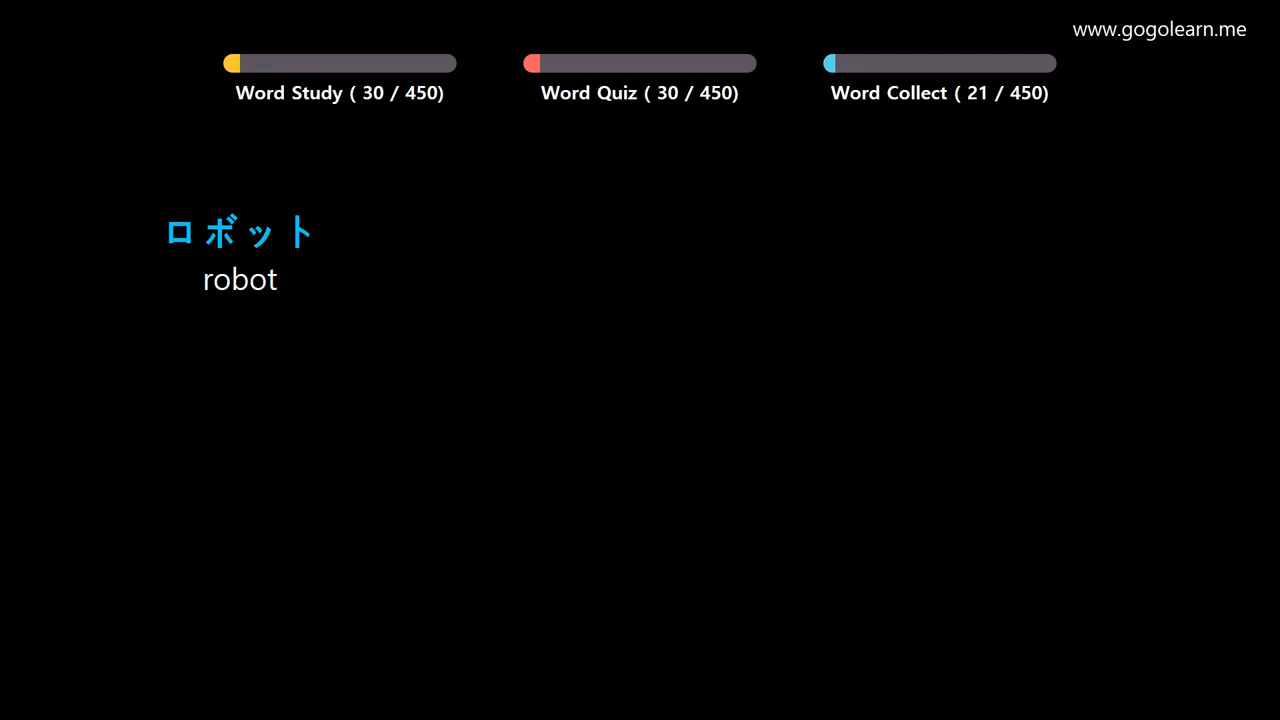 www.gogolearn.me
Word Study ( 30 / 450)
Word Quiz ( 30 / 450)
Word Collect ( 21 / 450)
ロボット
robot